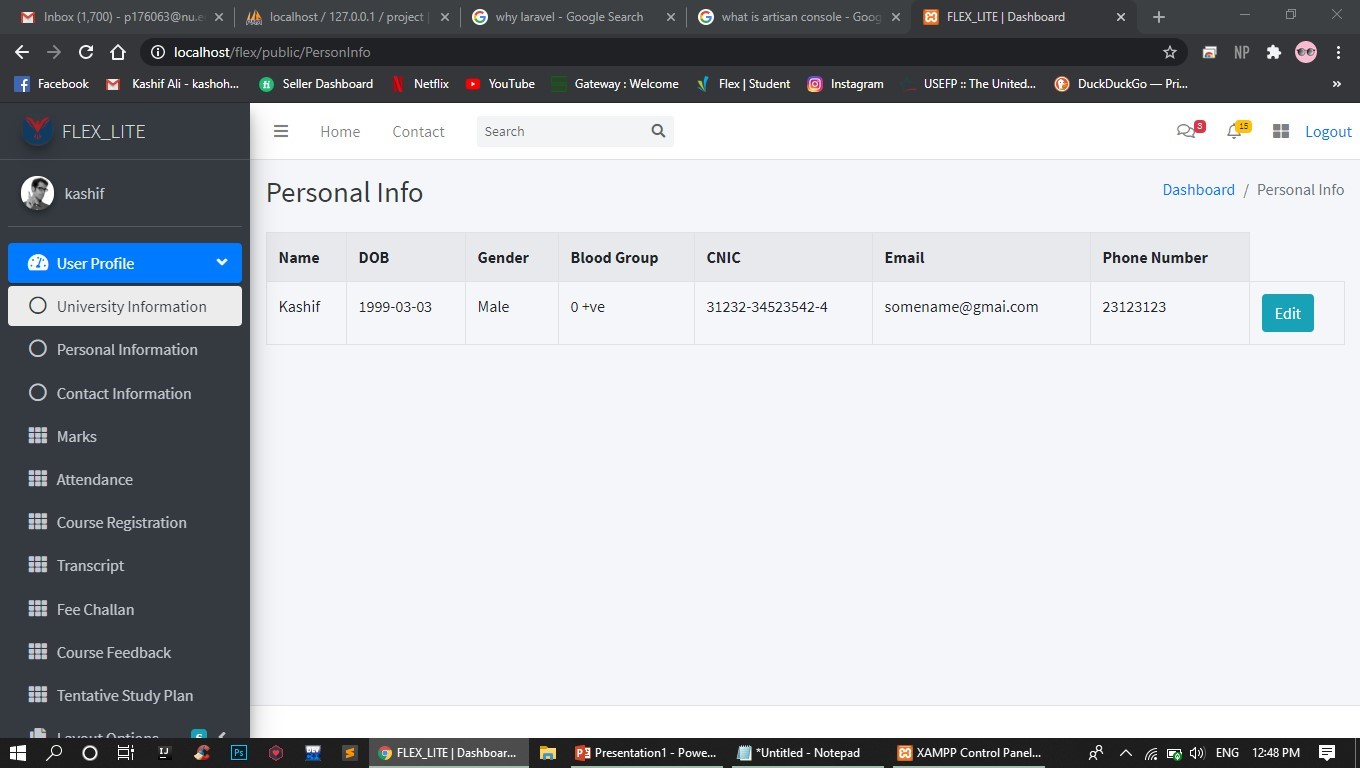 Inbox (1,700) - p176063@nu.e
localhost / 127.0.0.1 / project |
why laravel - Google Search
what is artisan console - Goog
FLEX_LITE | Dashboard
localhost/flex/public/PersonInfo
NP
Facebook
Kashif Ali - kashoh...
Seller Dashboard
Netflix
YouTube
Gateway : Welcome
Flex | Student
Instagram
USEFP :: The United...
DuckDuckGo — Pri...
»
FLEX_LITE
Home
Contact
Search
3
15
Logout
kashif
Personal Info
Dashboard / Personal Info
User Profile
University Information
Personal Information
Contact Information
Marks
Attendance
Course Registration
Transcript
Fee Challan
Course Feedback
Tentative Study Plan
Layout Options 6
Name DOB Gender Blood Group CNIC Email Phone Number
Kashif 1999-03-03 Male 0 +ve 31232-34523542-4 somename@gmai.com 23123123 Edit
IJ
Ps
FLEX_LITE | Dashboar...
Presentation1 - Powe...
*Untitled - Notepad
XAMPP Control Panel...
ENG
12:48 PM